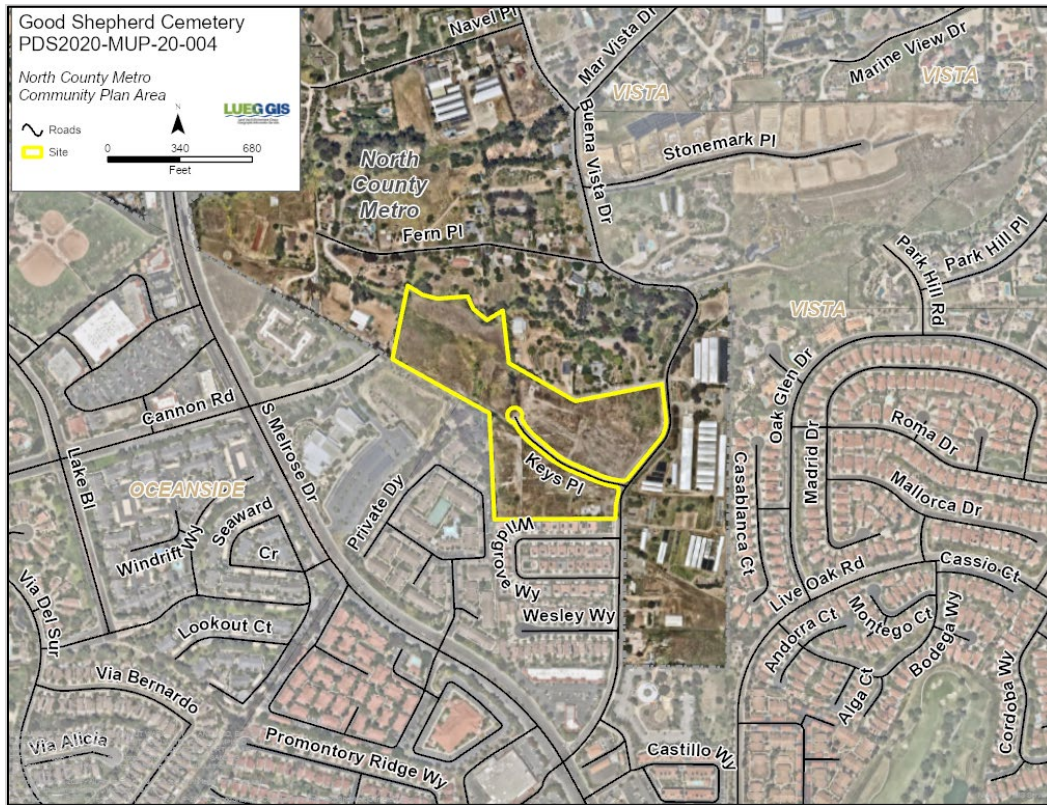 Good Shepherd Cemetery
PDS2020-MUP-20-004
North County Metro
Community Plan Area
N
LUEG GIS
Roads
Site
0 340 680
Feet
Navel Pl
Mar Vista Dr
Marine View Dr
VISTA
VISTA
Buena Vista Dr
Stonemark Pl
North
County
Metro
Fern Pl
Park Hill Rd
Park Hill Pl
VISTA
Cannon Rd
S Melrose Dr
Lake Bl
OCEANSIDE
Windrift Wy
Seaward
Cr
Private Dy
Keys Pl
Wildgrove Wy
Wesley Wy
Oak Glen Dr
Madrid Dr
Roma Dr
Casablanca Ct
Mallorca Dr
Live Oak Rd
Cassio Ct
Andorra Ct
Montego Ct
Bodega Wy
Alga Ct
Cordoba Wy
Via Del Sur
Lookout Ct
Via Bernardo
Via Alicia
Promontory Ridge Wy
Castillo Wy